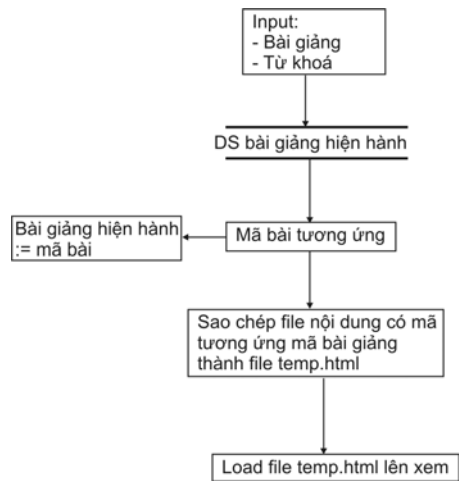 Input:
- Bài giảng
- Từ khoá
DS bài giảng hiện hành
Bài giảng hiện hành
:= mã bài
Mã bài tương ứng
Sao chép file nội dung có mã
tương ứng mã bài giảng
thành file temp.html
Load file temp.html lên xem